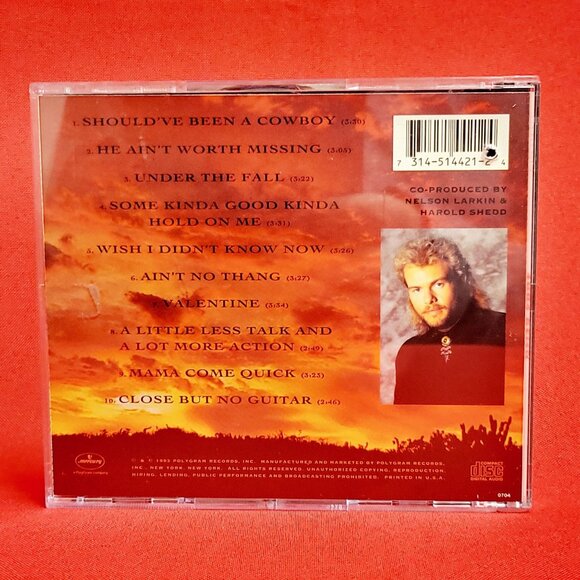 1. SHOULD'VE BEEN A COWBOY (3:30)
2. HE AIN'T WORTH MISSING (3:05)
3. UNDER THE FALL (3:22)
4. SOME KINDA GOOD KINDA
HOLD ON ME (3:31)
5. WISH I DIDN'T KNOW NOW (3:26)
6. AIN'T NO THANG (3:27)
7. VALENTINE (3:34)
8. A LITTLE LESS TALK AND
A LOT MORE ACTION (2:49)
9. MAMA COME QUICK (3:23)
10. CLOSE BUT NO GUITAR (2:46)
7 314-514421-2 4
CO-PRODUCED BY
NELSON LARKIN &
HAROLD SHEDD
mercury
a PolyGram company
℗ & © 1993 POLYGRAM RECORDS, INC. MANUFACTURED AND MARKETED BY POLYGRAM RECORDS,
INC., NEW YORK, NEW YORK. ALL RIGHTS RESERVED. UNAUTHORIZED COPYING, REPRODUCTION,
HIRING, LENDING, PUBLIC PERFORMANCE AND BROADCASTING PROHIBITED. PRINTED IN U.S.A.
COMPACT
disc
DIGITAL AUDIO
0704